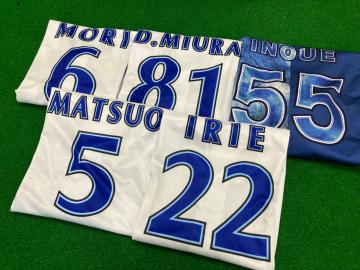 MORI
6
D.MIURA
81
INOUE
55
MATSUO
5
IRIE
22